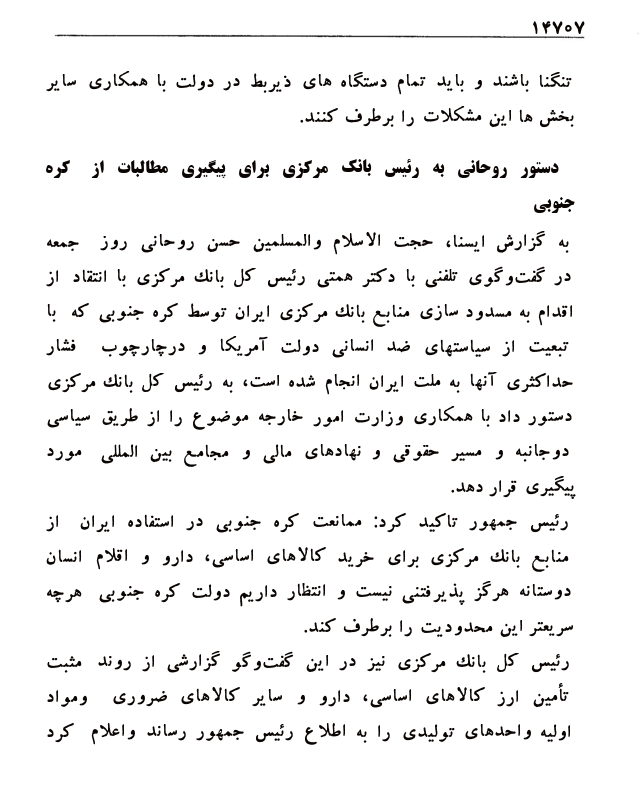 ۱۴۷۰۷
تنگنا باشند و باید تمام دستگاه های ذیربط در دولت با همکاری سایر
بخش ها این مشکلات را برطرف کنند.
دستور روحانی به رئیس بانک مرکزی برای پیگیری مطالبات از کره
جنوبی
به گزارش ایسنا، حجت الاسلام والمسلمین حسن روحانی روز جمعه
در گفت‌وگوی تلفنی با دکتر همتی رئیس کل بانك مرکزی با انتقاد از
اقدام به مسدود سازی منابع بانك مرکزی ایران توسط کره جنوبی که با
تبعیت از سیاستهای ضد انسانی دولت آمریکا و درچارچوب فشار
حداکثری آنها به ملت ایران انجام شده است، به رئیس کل بانك مرکزی
دستور داد با همکاری وزارت امور خارجه موضوع را از طریق سیاسی
دوجانبه و مسیر حقوقی و نهادهای مالی و مجامع بین المللی مورد
پیگیری قرار دهد.
رئیس جمهور تاکید کرد: ممانعت کره جنوبی در استفاده ایران از
منابع بانك مرکزی برای خرید کالاهای اساسی، دارو و اقلام انسان
دوستانه هرگز پذیرفتنی نیست و انتظار داریم دولت کره جنوبی هرچه
سریعتر این محدودیت را برطرف کند.
رئیس کل بانك مرکزی نیز در این گفت‌وگو گزارشی از روند مثبت
تأمین ارز کالاهای اساسی، دارو و سایر کالاهای ضروری ومواد
اولیه واحدهای تولیدی را به اطلاع رئیس جمهور رساند واعلام کرد